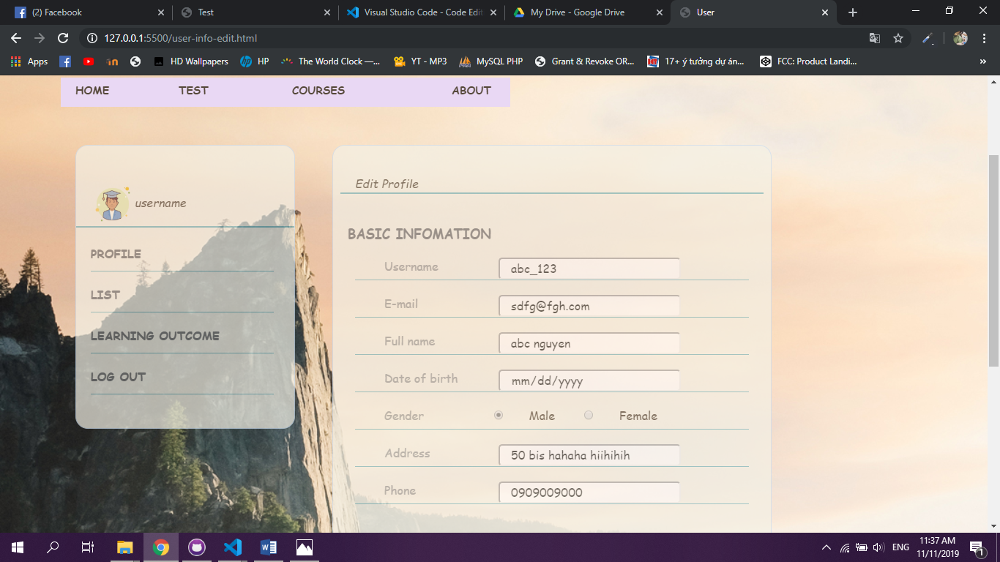 (2) Facebook
Test
Visual Studio Code - Code Edit
My Drive - Google Drive
User
127.0.0.1:5500/user-info-edit.html
Apps
HD Wallpapers
HP
The World Clock —...
YT - MP3
MySQL PHP
Grant & Revoke OR...
17+ ý tưởng dự án...
FCC: Product Landi...
»
HOME TEST COURSES ABOUT
username
PROFILE
LIST
LEARNING OUTCOME
LOG OUT
Edit Profile
BASIC INFOMATION
Username abc_123
E-mail sdfg@fgh.com
Full name abc nguyen
Date of birth mm/dd/yyyy
Gender Male Female
Address 50 bis hahaha hiihihih
Phone 0909009000
ENG
11:37 AM
11/11/2019
1